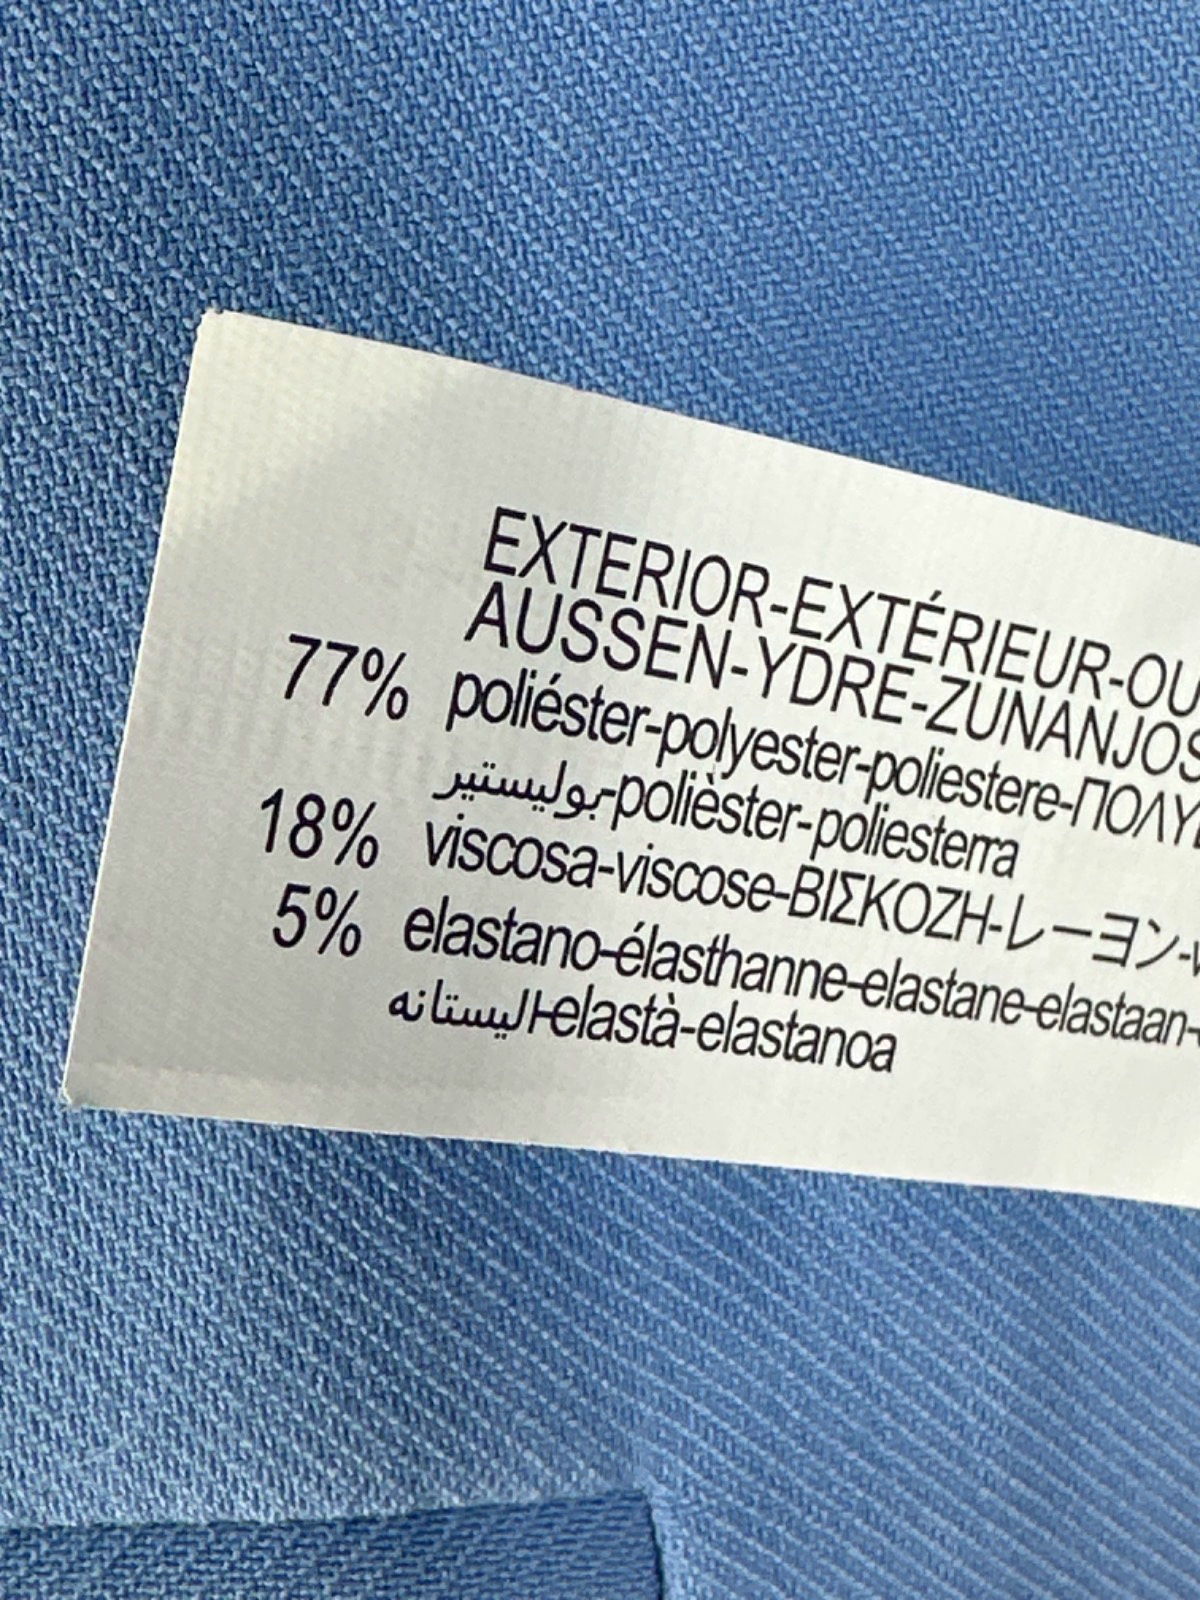 EXTERIOR-EXTÉRIEUR-OU
AUSSEN-YDRE-ZUNANJOS
77% poliéster-polyester-poliestere-ΠΟΛΥ
بوليستير-polièster-poliesterra
18% viscosa-viscose-ΒΙΣΚΟΖΗ-レーヨン-
5% elastano-élasthanne-elastane-elastaan-
اليستانه-elastà-elastanoa